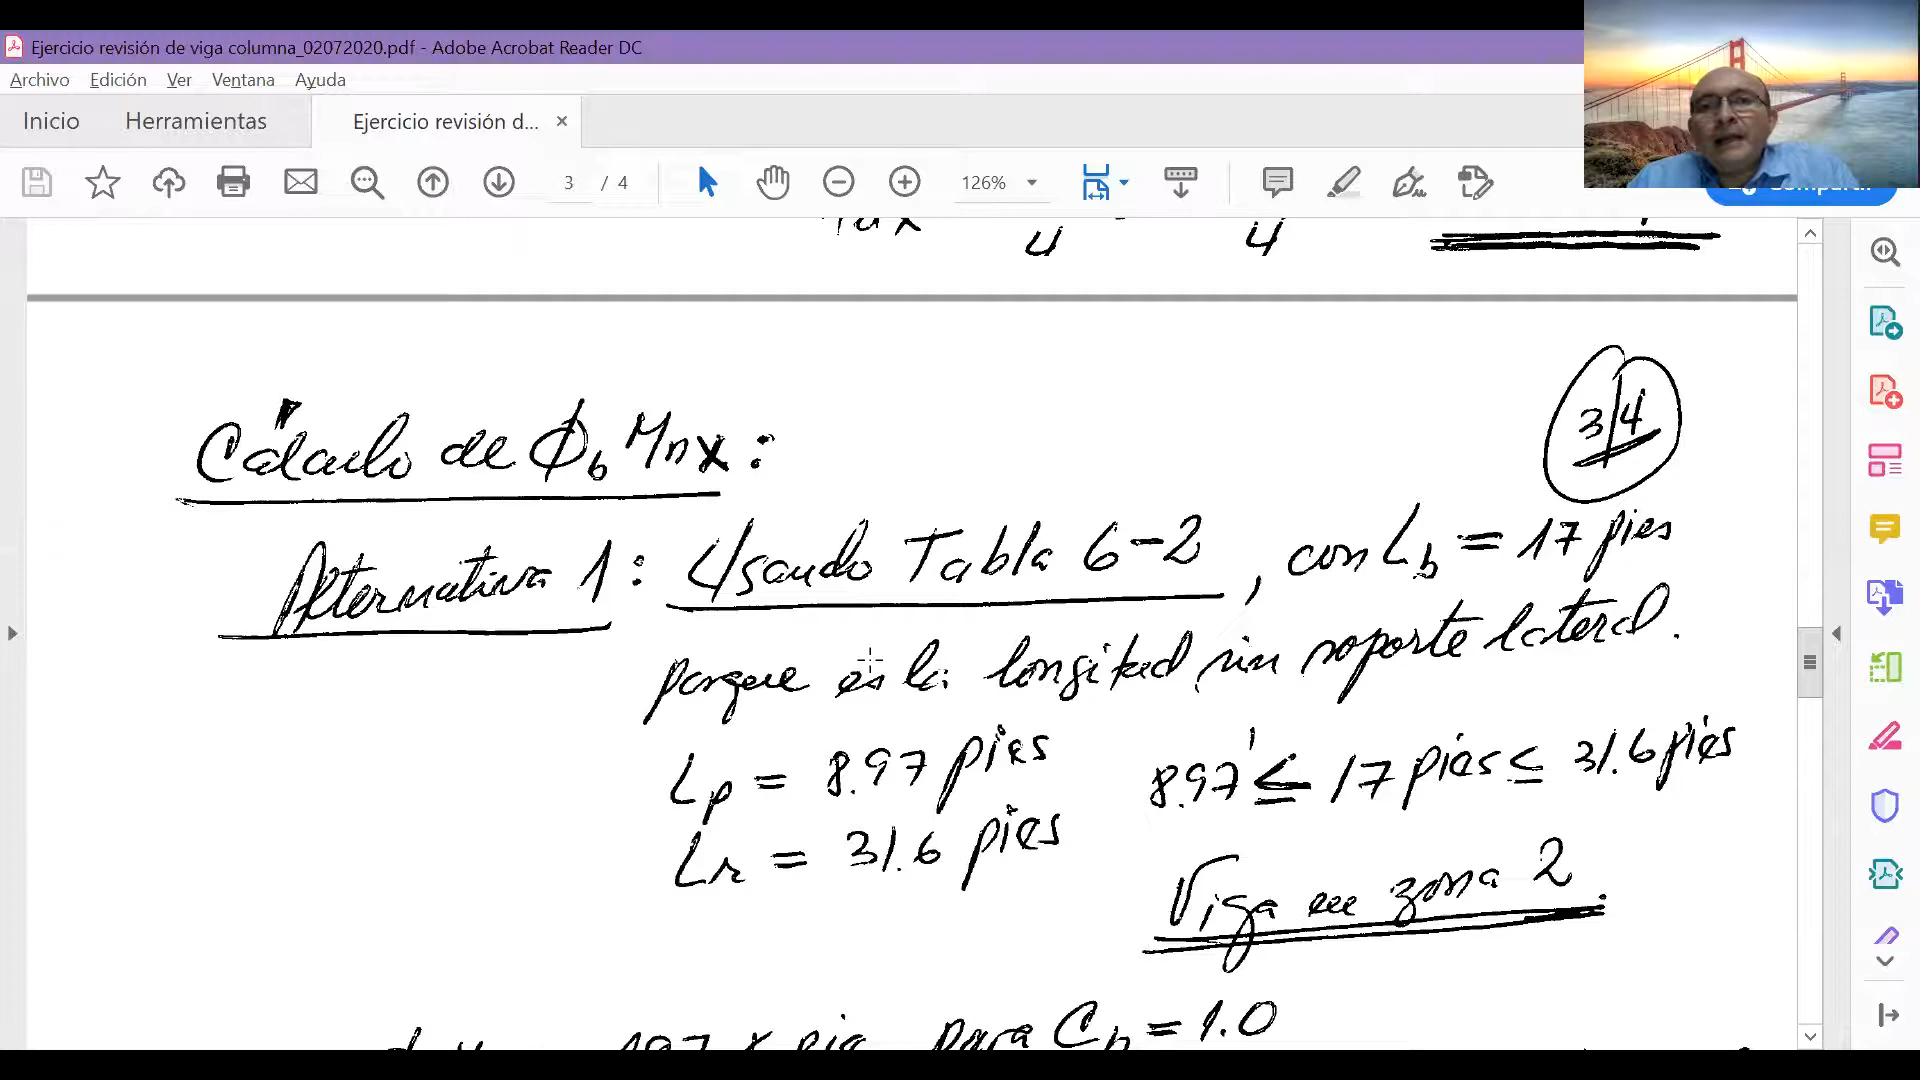 Ejercicio revisión de viga columna_02072020.pdf - Adobe Acrobat Reader DC
Archivo Edición Ver Ventana Ayuda
Inicio Herramientas Ejercicio revisión d... ×
3 / 4 126%
4 4
3/4
Cálculo de Φb Mnx:
Alternativa 1: Usando Tabla 6-2, con Lb = 17 pies
porque es la longitud sin soporte lateral.
Lp = 8.97 pies 8.97' ≤ 17 pies ≤ 31.6 pies
Lr = 31.6 pies
Viga en zona 2
197 para Cb = 1.0